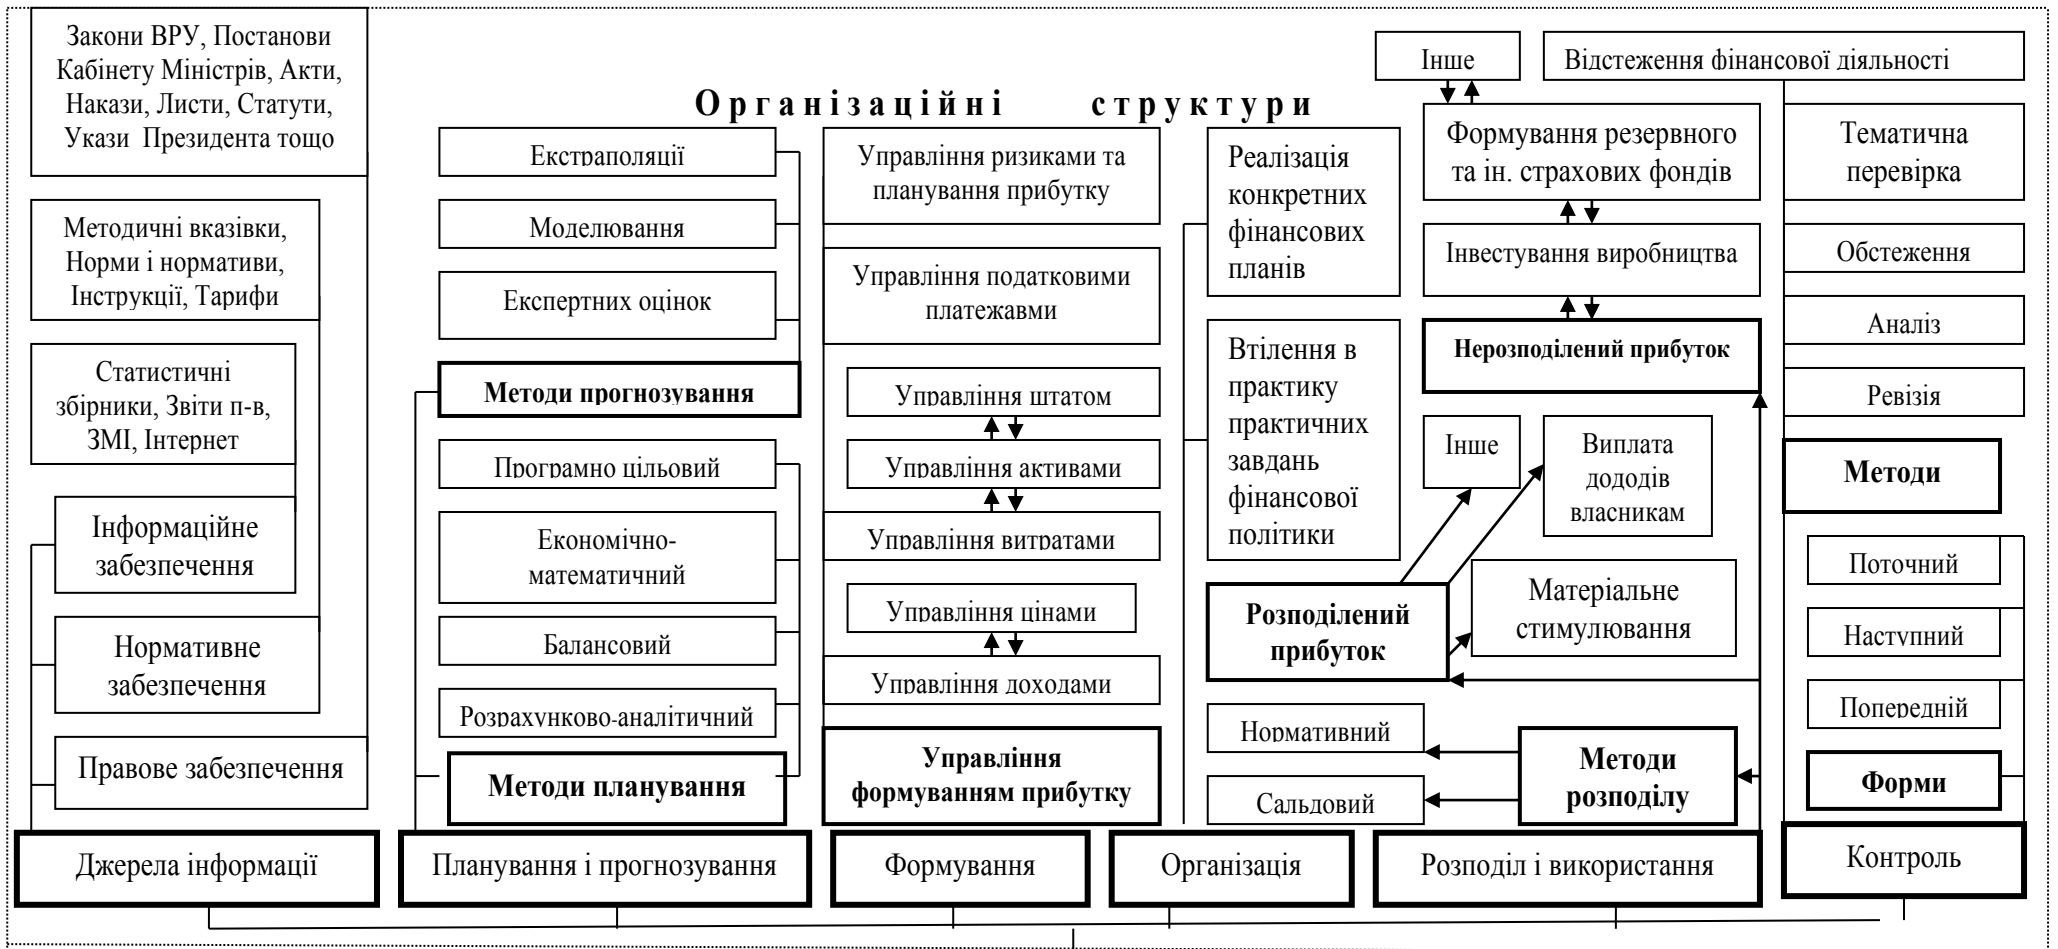 Закони ВРУ, Постанови
Кабінету Міністрів, Акти,
Накази, Листи, Статути,
Укази Президента тощо
Методичні вказівки,
Норми і нормативи,
Інструкції, Тарифи
Статистичні
збірники, Звіти п-в,
ЗМІ, Інтернет
Інформаційне
забезпечення
Нормативне
забезпечення
Правове забезпечення
Джерела інформації
Організаційні структури
Екстраполяції
Моделювання
Експертних оцінок
Методи прогнозування
Програмно цільовий
Економічно-
математичний
Балансовий
Розрахунково-аналітичний
Методи планування
Планування і прогнозування
Управління ризиками та
планування прибутку
Управління податковими
платежавми
Управління штатом
Управління активами
Управління витратами
Управління цінами
Управління доходами
Управління
формуванням прибутку
Формування
Реалізація
конкретних
фінансових
планів
Втілення в
практику
практичних
завдань
фінансової
політики
Організація
Інше
Формування резервного
та ін. страхових фондів
Інвестування виробництва
Нерозподілений прибуток
Інше
Виплата
дододів
власникам
Матеріальне
стимулювання
Розподілений
прибуток
Нормативний
Сальдовий
Методи
розподілу
Розподіл і використання
Відстеження фінансової діяльності
Тематична
перевірка
Обстеження
Аналіз
Ревізія
Методи
Поточний
Наступний
Попередній
Форми
Контроль